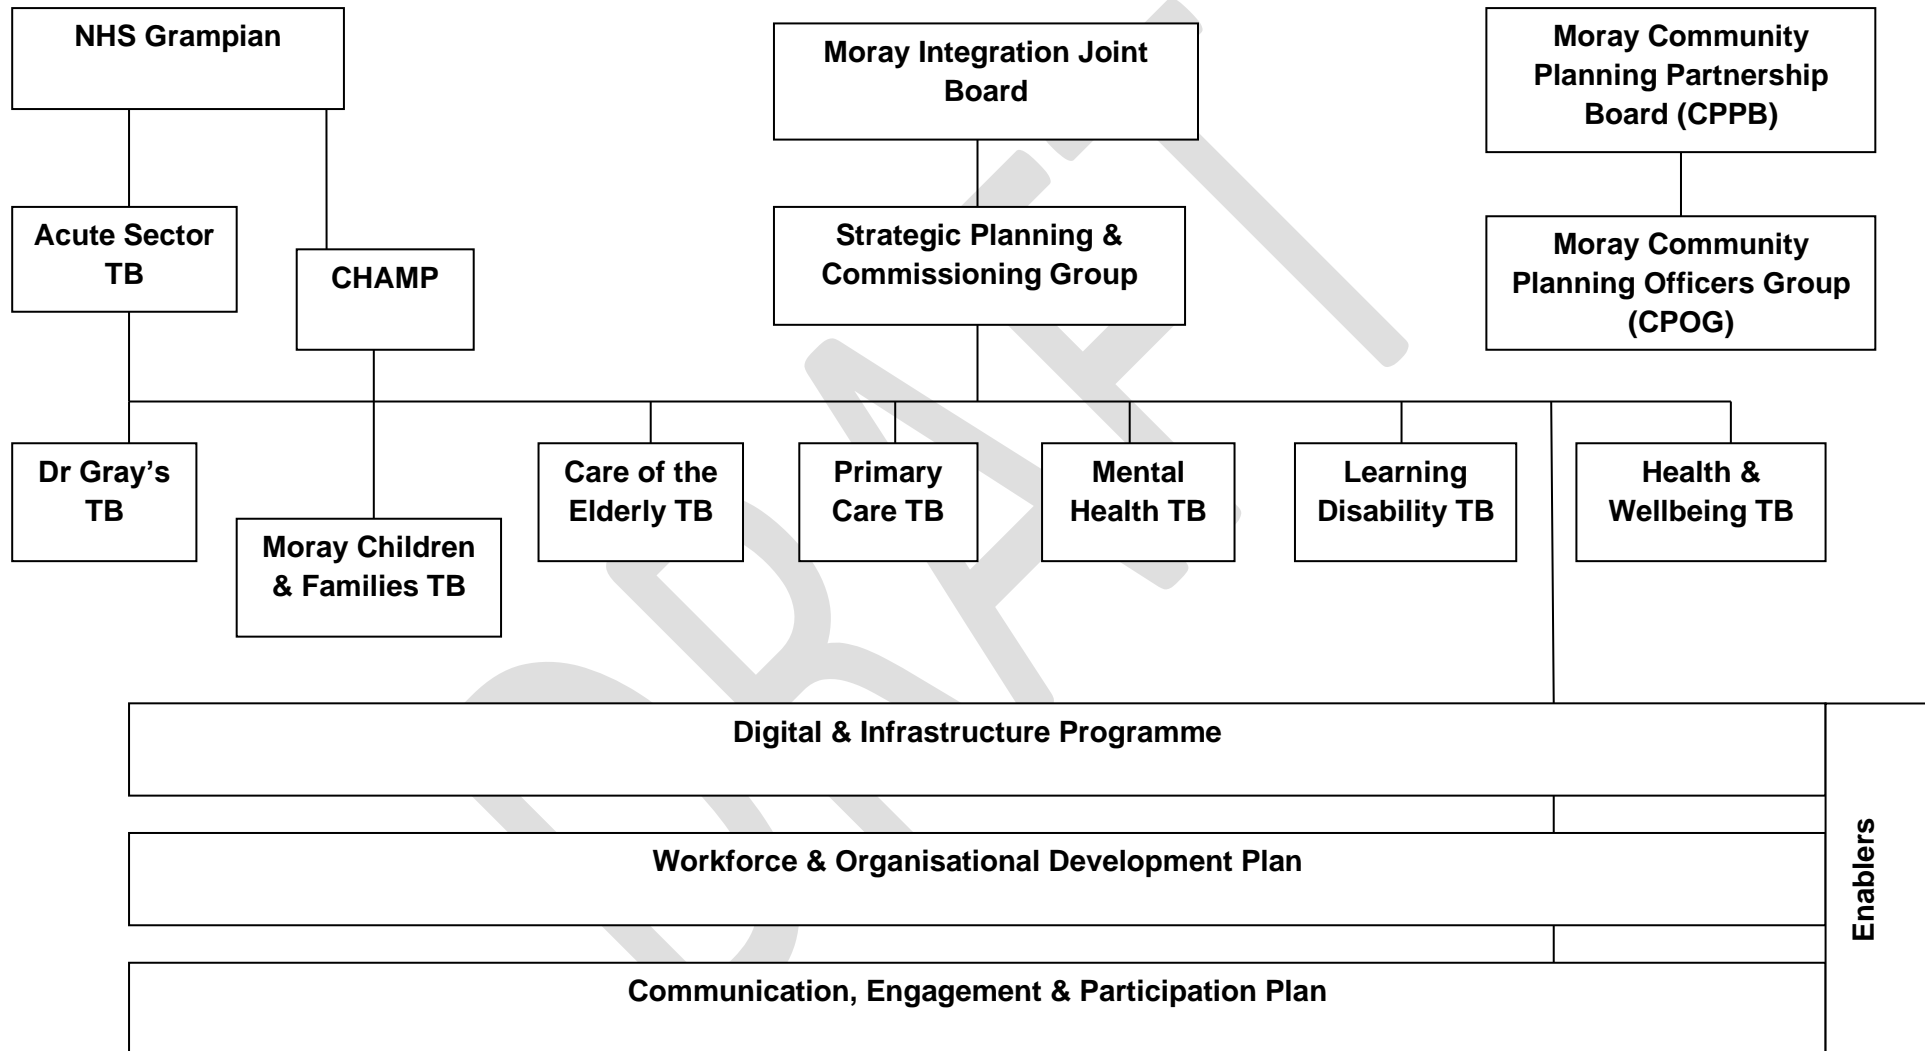 NHS Grampian
Moray Integration Joint
Board
Moray Community
Planning Partnership
Board (CPPB)
Acute Sector
TB
CHAMP
Strategic Planning &
Commissioning Group
Moray Community
Planning Officers Group
(CPOG)
Dr Gray’s
TB
Moray Children
& Families TB
Care of the
Elderly TB
Primary
Care TB
Mental
Health TB
Learning
Disability TB
Health &
Wellbeing TB
Digital & Infrastructure Programme
Workforce & Organisational Development Plan
Communication, Engagement & Participation Plan
Enablers
DRAFT